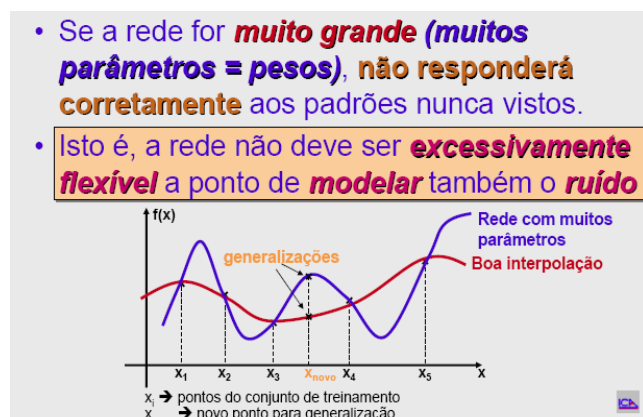 • Se a rede for muito grande (muitos
parâmetros = pesos), não responderá
corretamente aos padrões nunca vistos.
• Isto é, a rede não deve ser excessivamente
flexível a ponto de modelar também o ruído
f(x)
Rede com muitos
parâmetros
generalizações
Boa interpolação
x₁ x₂ x₃ xnovo x₄ x₅ x
xᵢ ➔ pontos do conjunto de treinamento
x ➔ novo ponto para generalização
ICA